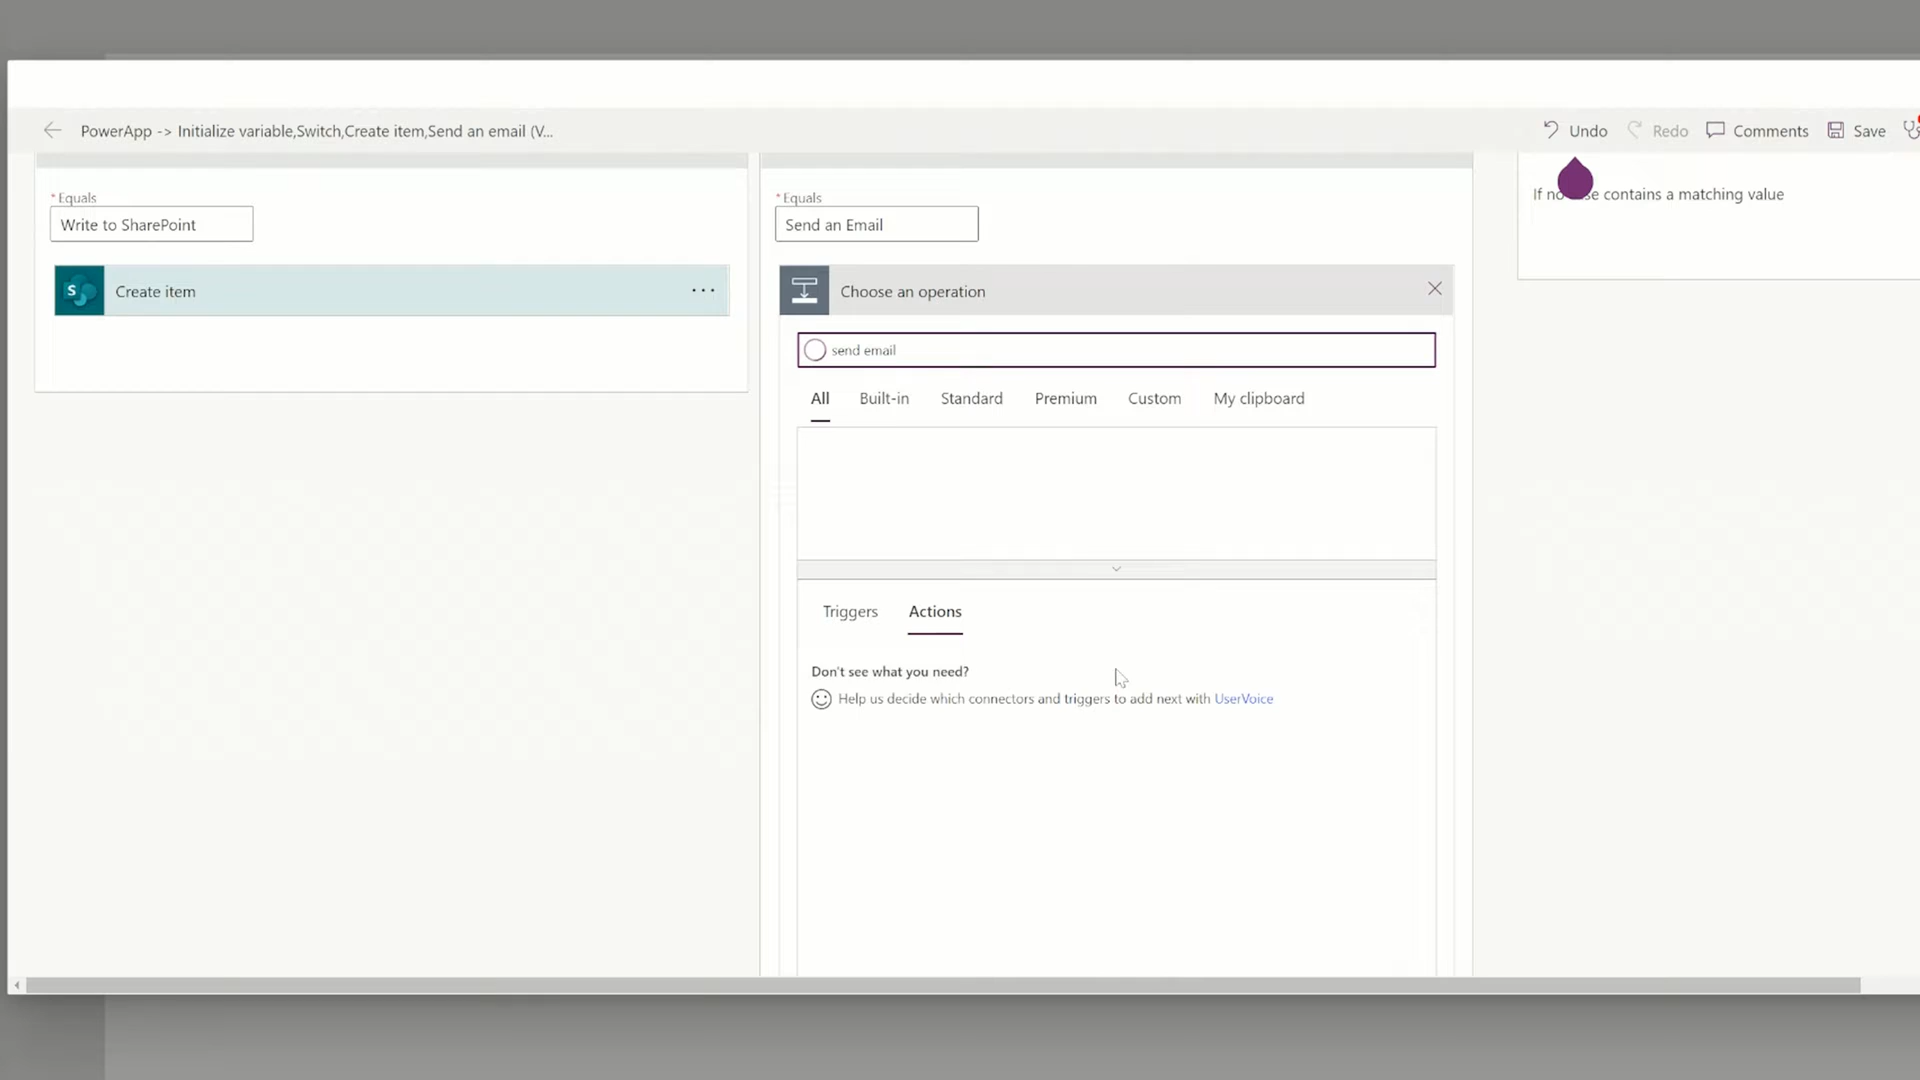 PowerApp -> Initialize variable,Switch,Create item,Send an email (V...
Undo
Redo
Comments
Save
* Equals
Write to SharePoint
S
Create item
* Equals
Send an Email
Choose an operation
send email
All
Built-in
Standard
Premium
Custom
My clipboard
Triggers
Actions
Don't see what you need?
Help us decide which connectors and triggers to add next with UserVoice
If no contains a matching value